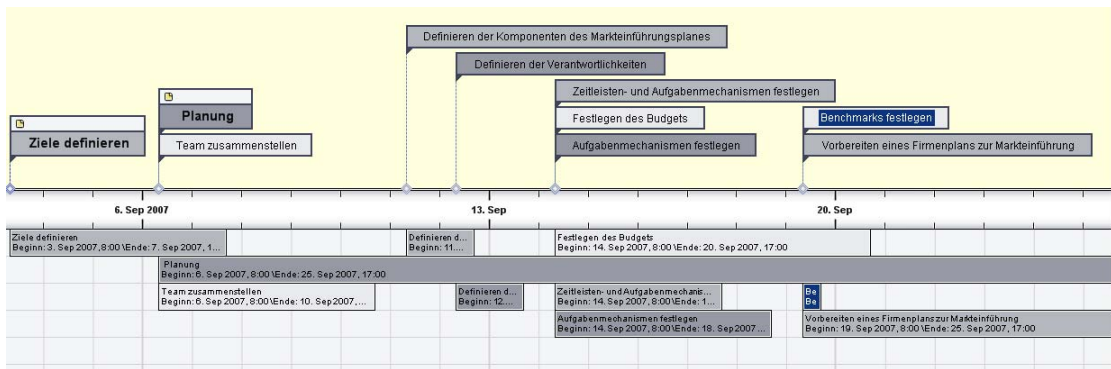 Definieren der Komponenten des Markteinführungsplanes
Definieren der Verantwortlichkeiten
Zeitleisten- und Aufgabenmechanismen festlegen
Planung
Festlegen des Budgets
Benchmarks festlegen
Ziele definieren
Team zusammenstellen
Aufgabenmechanismen festlegen
Vorbereiten eines Firmenplans zur Markteinführung
6. Sep 2007
13. Sep
20. Sep
Ziele definieren
Beginn: 3. Sep 2007, 8:00 \Ende: 7. Sep 2007, 1...
Definieren d...
Beginn: 11....
Festlegen des Budgets
Beginn: 14. Sep 2007, 8:00 \Ende: 20. Sep 2007, 17:00
Planung
Beginn: 6. Sep 2007, 8:00 \Ende: 25. Sep 2007, 17:00
Team zusammenstellen
Beginn: 6. Sep 2007, 8:00 \Ende: 10. Sep 2007, ...
Definieren d...
Beginn: 12....
Zeitleisten- und Aufgabenmechanis...
Beginn: 14. Sep 2007, 8:00 \Ende: 1...
Be
Be
Aufgabenmechanismen festlegen
Beginn: 14. Sep 2007, 8:00 \Ende: 18. Sep 2007 ...
Vorbereiten eines Firmenplans zur Markteinführung
Beginn: 19. Sep 2007, 8:00 \Ende: 25. Sep 2007, 17:00